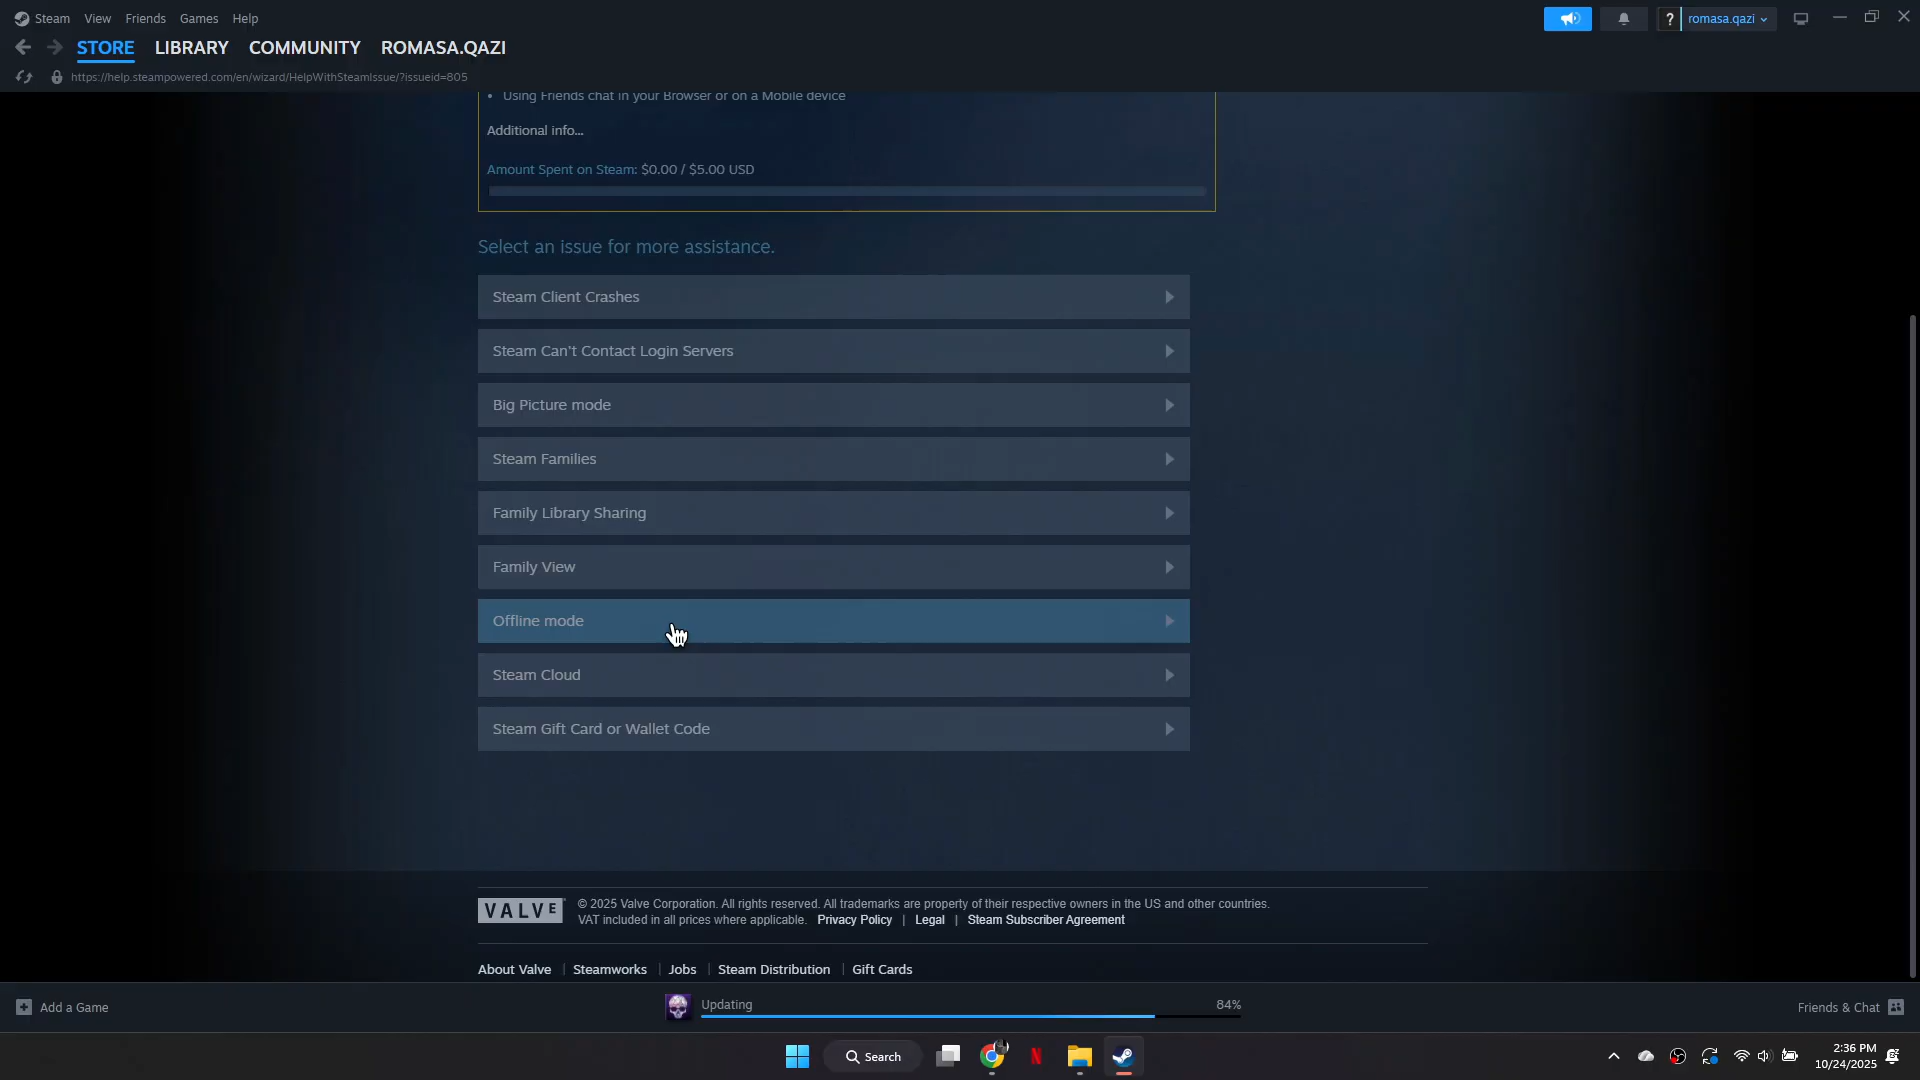 Steam View Friends Games Help
? romasa.qazi
STORE LIBRARY COMMUNITY ROMASA.QAZI
https://help.steampowered.com/en/wizard/HelpWithSteamIssue/?issueid=805
• Using Friends chat in your Browser or on a Mobile device
Additional info...
Amount Spent on Steam: $0.00 / $5.00 USD
Select an issue for more assistance.
Steam Client Crashes
Steam Can't Contact Login Servers
Big Picture mode
Steam Families
Family Library Sharing
Family View
Offline mode
Steam Cloud
Steam Gift Card or Wallet Code
VALVE
© 2025 Valve Corporation. All rights reserved. All trademarks are property of their respective owners in the US and other countries.
VAT included in all prices where applicable. Privacy Policy | Legal | Steam Subscriber Agreement
About Valve | Steamworks | Jobs | Steam Distribution | Gift Cards
Add a Game
Updating 84%
Friends & Chat
Search
N
2:36 PM
10/24/2025